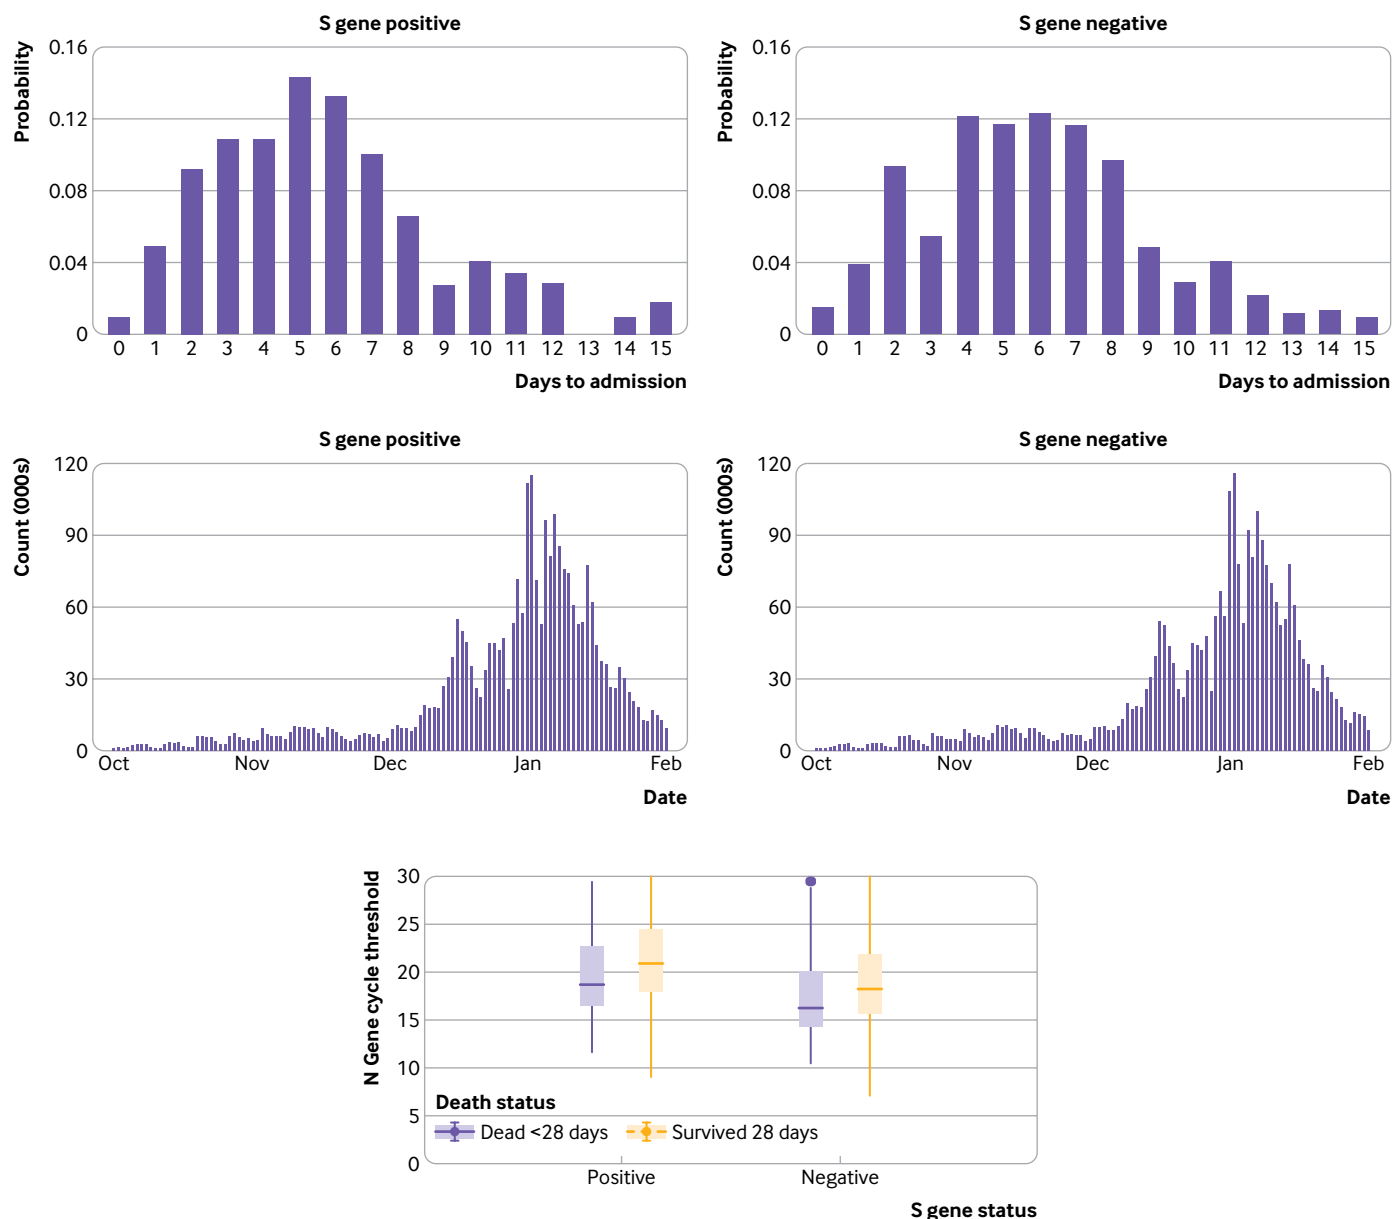 S gene positive
Probability
0.16
0.12
0.08
0.04
0
0 1 2 3 4 5 6 7 8 9 10 11 12 13 14 15
Days to admission
S gene negative
Probability
0.16
0.12
0.08
0.04
0
0 1 2 3 4 5 6 7 8 9 10 11 12 13 14 15
Days to admission
S gene positive
Count (000s)
120
90
60
30
0
Oct Nov Dec Jan Feb
Date
S gene negative
Count (000s)
120
90
60
30
0
Oct Nov Dec Jan Feb
Date
N Gene cycle threshold
30
25
20
15
10
5
0
Death status
Dead <28 days Survived 28 days
Positive Negative
S gene status